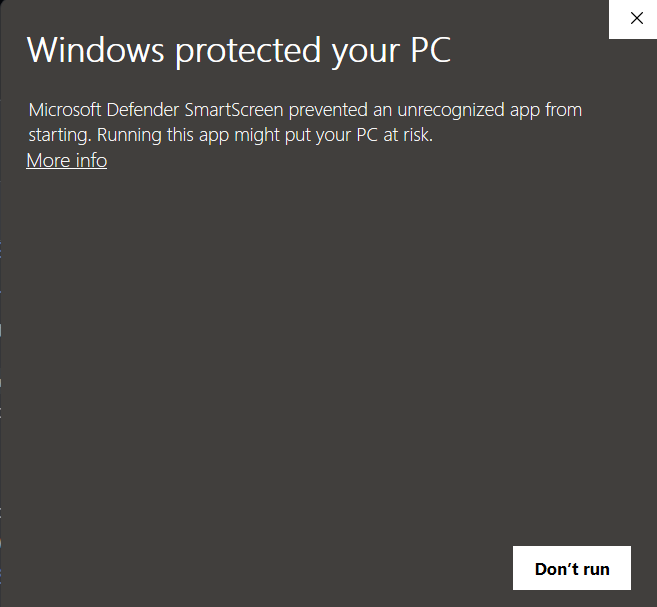 Windows protected your PC
Microsoft Defender SmartScreen prevented an unrecognized app from
starting. Running this app might put your PC at risk.
More info
Don't run